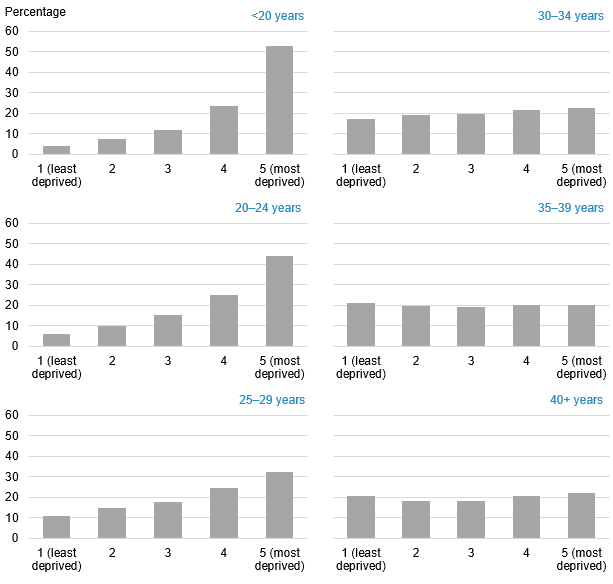 Percentage
<20 years
30–34 years
60
50
40
30
20
10
0
1 (least deprived)
2
3
4
5 (most deprived)
1 (least deprived)
2
3
4
5 (most deprived)
20–24 years
35–39 years
60
50
40
30
20
10
0
1 (least deprived)
2
3
4
5 (most deprived)
1 (least deprived)
2
3
4
5 (most deprived)
25–29 years
40+ years
60
50
40
30
20
10
0
1 (least deprived)
2
3
4
5 (most deprived)
1 (least deprived)
2
3
4
5 (most deprived)